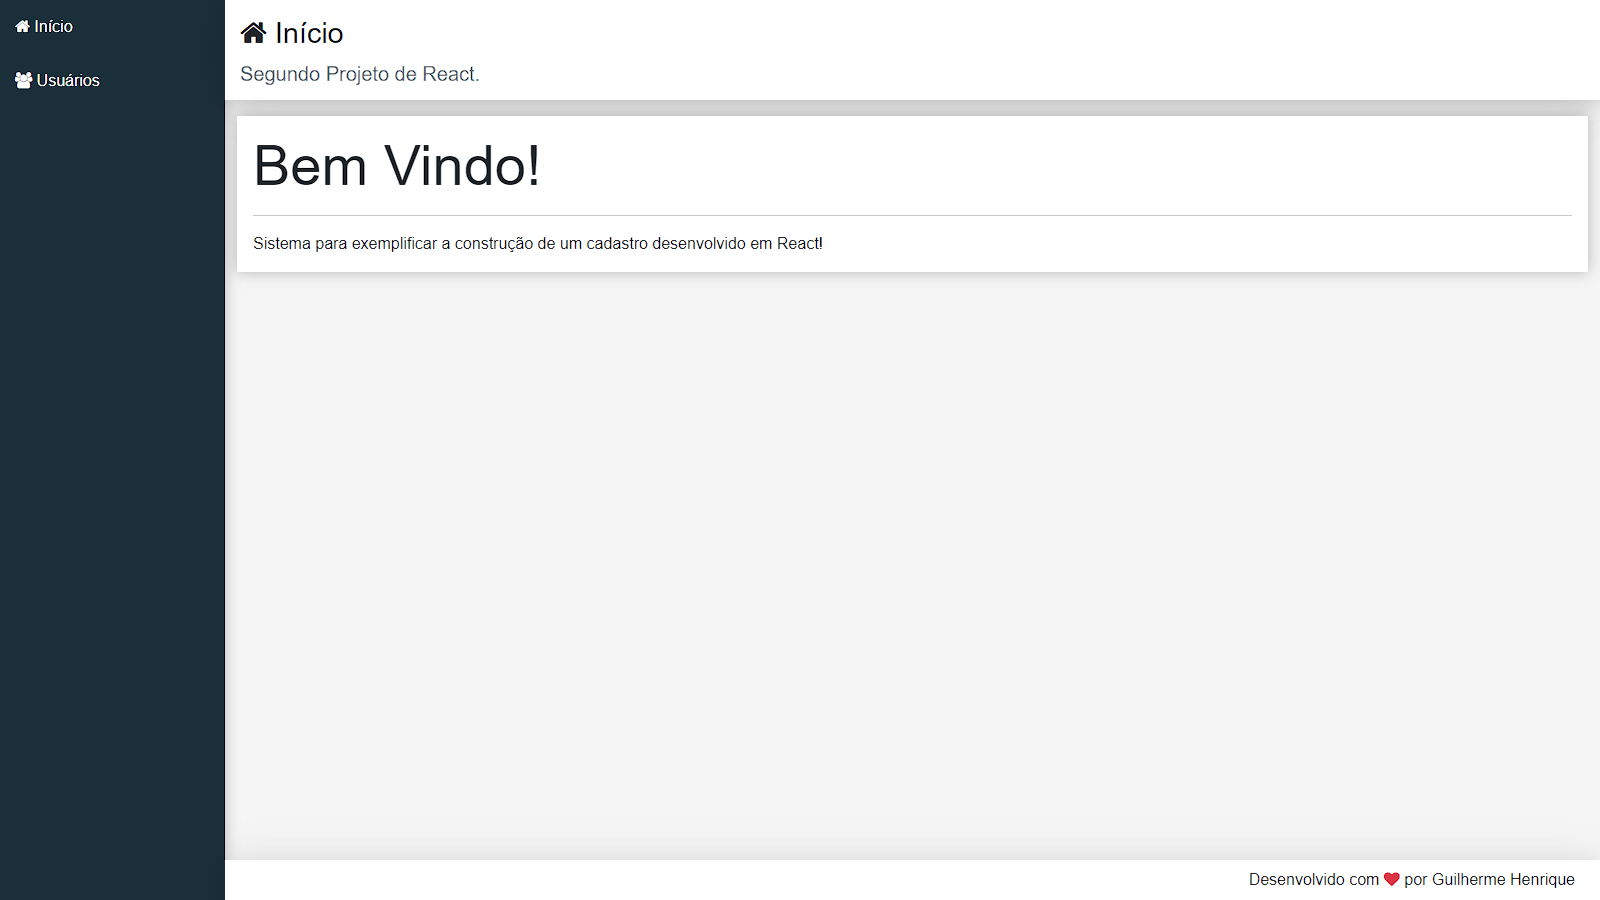 Início
Usuários
Início
Segundo Projeto de React.
Bem Vindo!
Sistema para exemplificar a construção de um cadastro desenvolvido em React!
Desenvolvido com ❤ por Guilherme Henrique